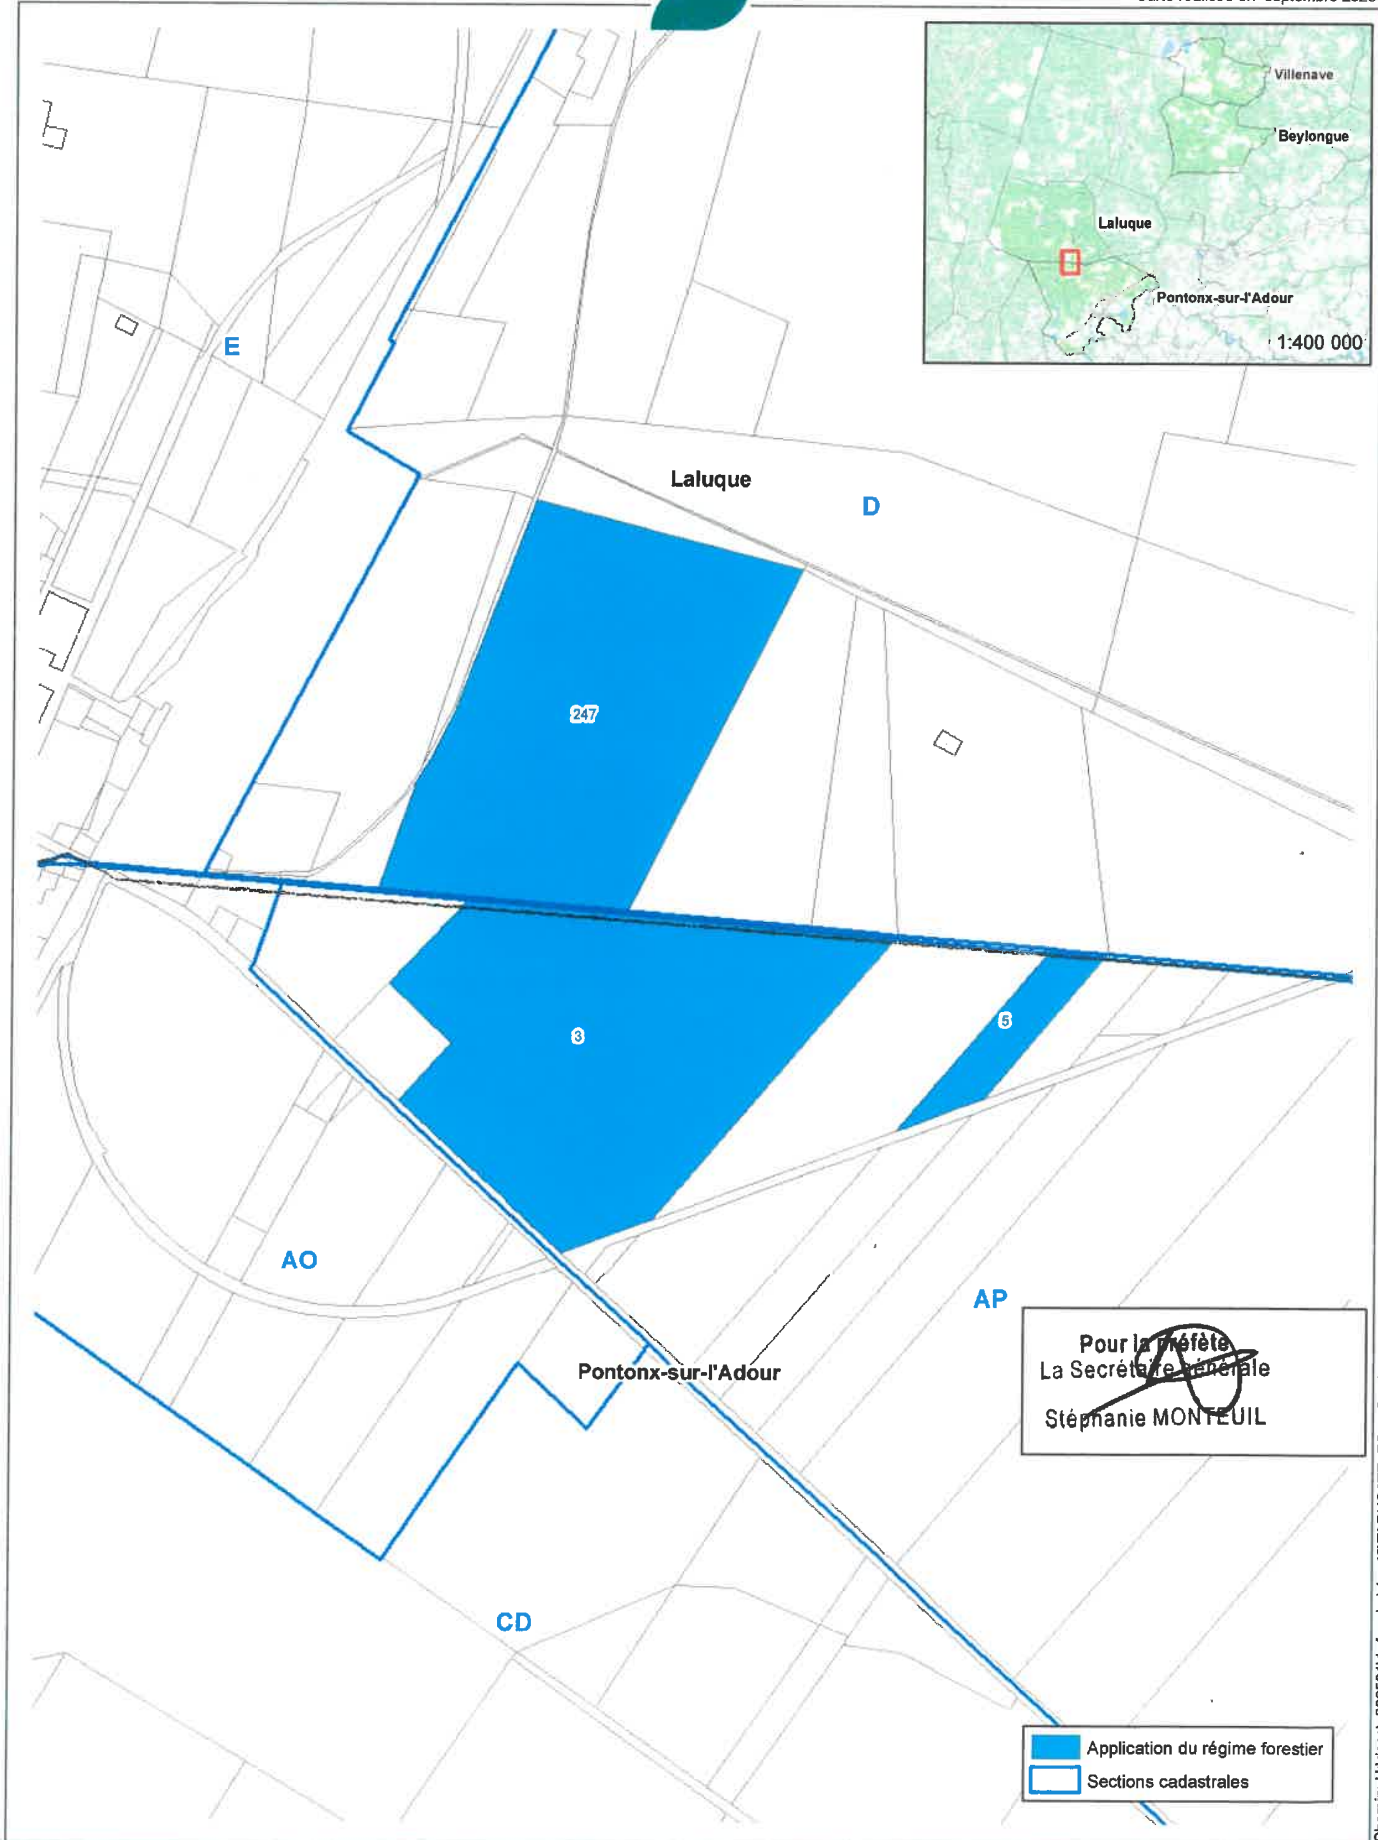 Villenave
Beylongue
Laluque
Pontonx-sur-l'Adour
1:400 000
E
Laluque
D
247
3
5
AO
AP
Pour la préfète
La Secrétaire générale
Stéphanie MONTEUIL
Pontonx-sur-l'Adour
CD
Application du régime forestier
Sections cadastrales